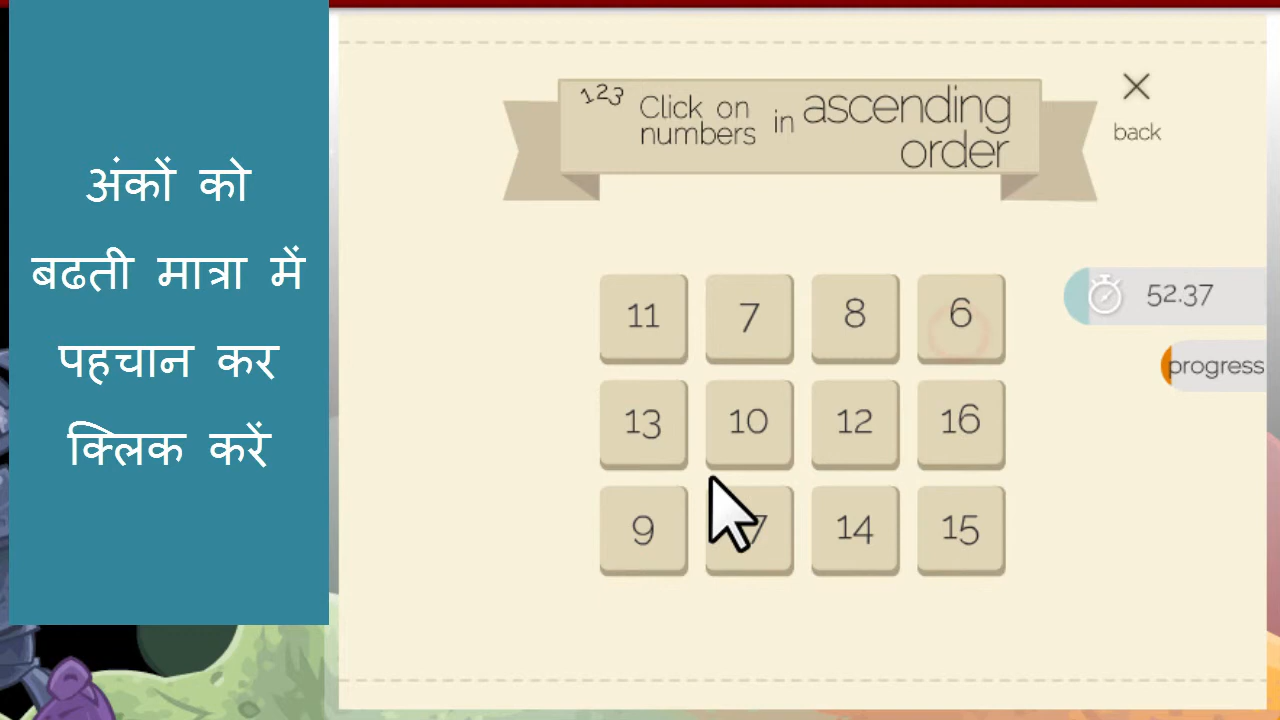 अंकों को
बढती मात्रा में
पहचान कर
क्लिक करें
123 Click on numbers in ascending order
back
11 7 8 6
52.37
progress
13 10 12 16
9 14 15